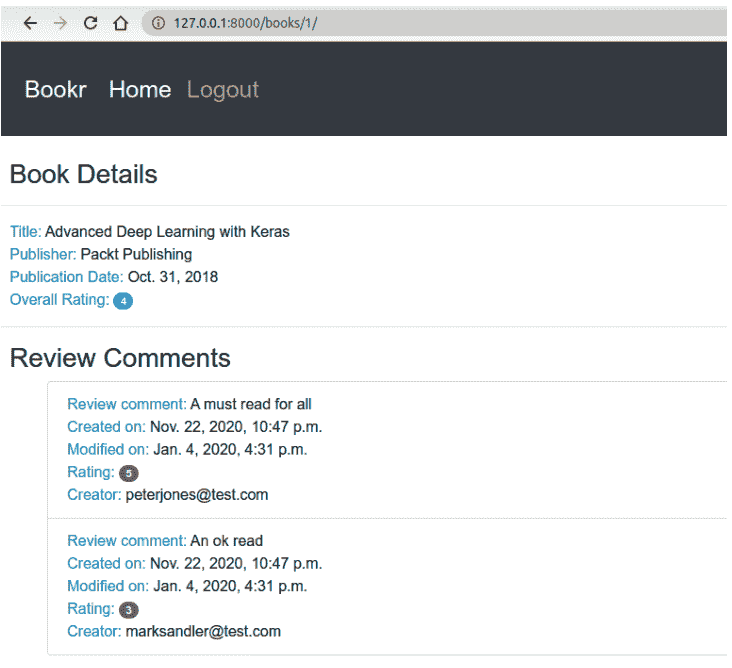 127.0.0.1:8000/books/1/
Bookr Home Logout
Book Details
Title: Advanced Deep Learning with Keras
Publisher: Packt Publishing
Publication Date: Oct. 31, 2018
Overall Rating: 4
Review Comments
Review comment: A must read for all
Created on: Nov. 22, 2020, 10:47 p.m.
Modified on: Jan. 4, 2020, 4:31 p.m.
Rating: 5
Creator: peterjones@test.com
Review comment: An ok read
Created on: Nov. 22, 2020, 10:47 p.m.
Modified on: Jan. 4, 2020, 4:31 p.m.
Rating: 3
Creator: marksandler@test.com